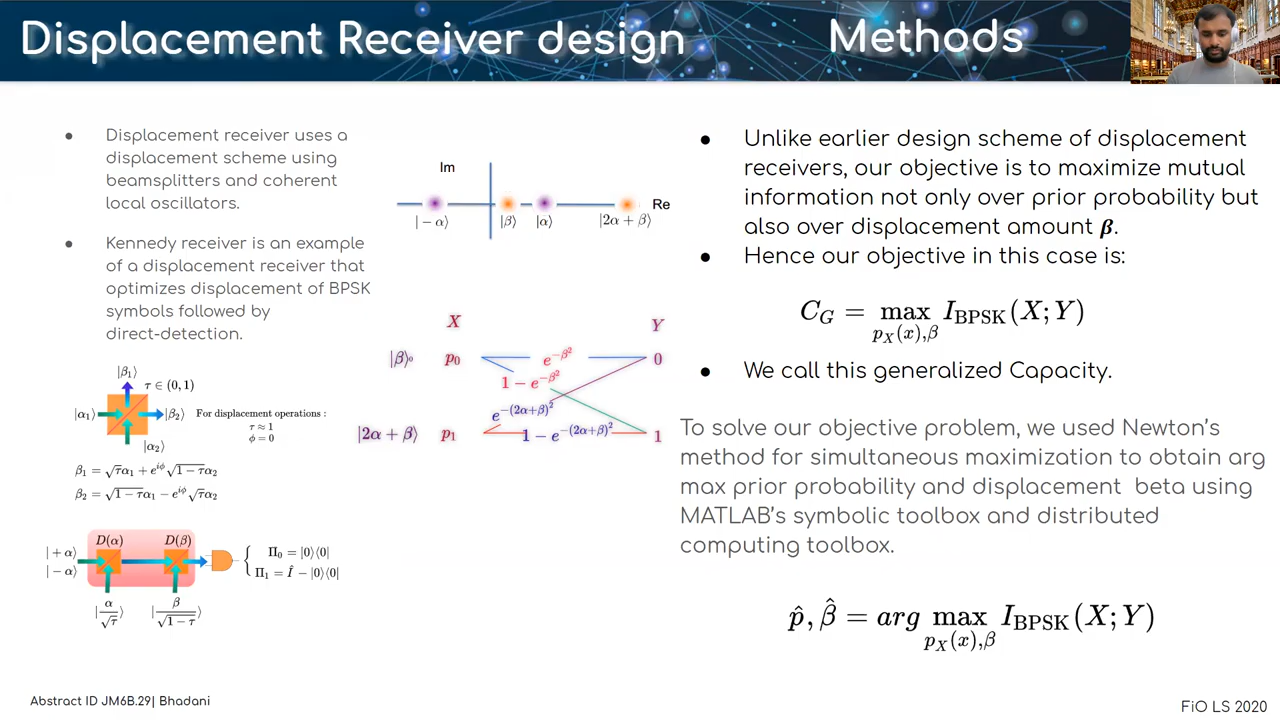 Displacement Receiver design
Methods
● Displacement receiver uses a
displacement scheme using
beamsplitters and coherent
local oscillators.
● Kennedy receiver is an example
of a displacement receiver that
optimizes displacement of BPSK
symbols followed by
direct-detection.
|β₁⟩
τ ∈ (0, 1)
|α₁⟩ |β₂⟩
|α₂⟩
For displacement operations :
τ ≈ 1
ϕ = 0
β₁ = √τα₁ + e^{iϕ}√(1 − τ)α₂
β₂ = √(1 − τ)α₁ − e^{iϕ}√τα₂
D(α) D(β)
| + α⟩
| − α⟩
Π₀ = |0⟩⟨0|
Π₁ = Î − |0⟩⟨0|
|α/√τ⟩ |β/√(1 − τ)⟩
Im
Re
| − α⟩ |β⟩ |α⟩ |2α + β⟩
X Y
|β⟩₀ p₀ e^{−β²} 0
1 − e^{−β²}
e^{−(2α+β)²}
|2α + β⟩ p₁ 1 − e^{−(2α+β)²} 1
● Unlike earlier design scheme of displacement
receivers, our objective is to maximize mutual
information not only over prior probability but
also over displacement amount β.
● Hence our objective in this case is:
C_G = max_{p_X(x),β} I_BPSK(X; Y)
● We call this generalized Capacity.
To solve our objective problem, we used Newton's
method for simultaneous maximization to obtain arg
max prior probability and displacement beta using
MATLAB's symbolic toolbox and distributed
computing toolbox.
p̂, β̂ = arg max_{p_X(x),β} I_BPSK(X; Y)
Abstract ID JM6B.29| Bhadani
FiO LS 2020